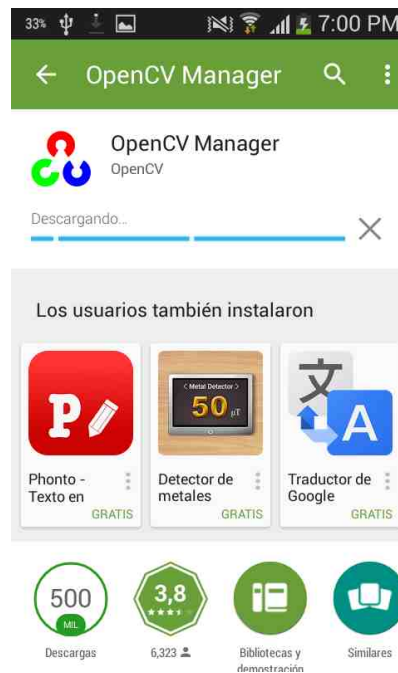 33% 7:00 PM
OpenCV Manager
OpenCV Manager
OpenCV
Descargando...
Los usuarios también instalaron
< Metal Detector >
50 µT
Phonto -
Texto en
GRATIS
Detector de
metales
GRATIS
Traductor de
Google
GRATIS
500
MIL
3,8
Descargas
6,323
Bibliotecas y
demostración
Similares